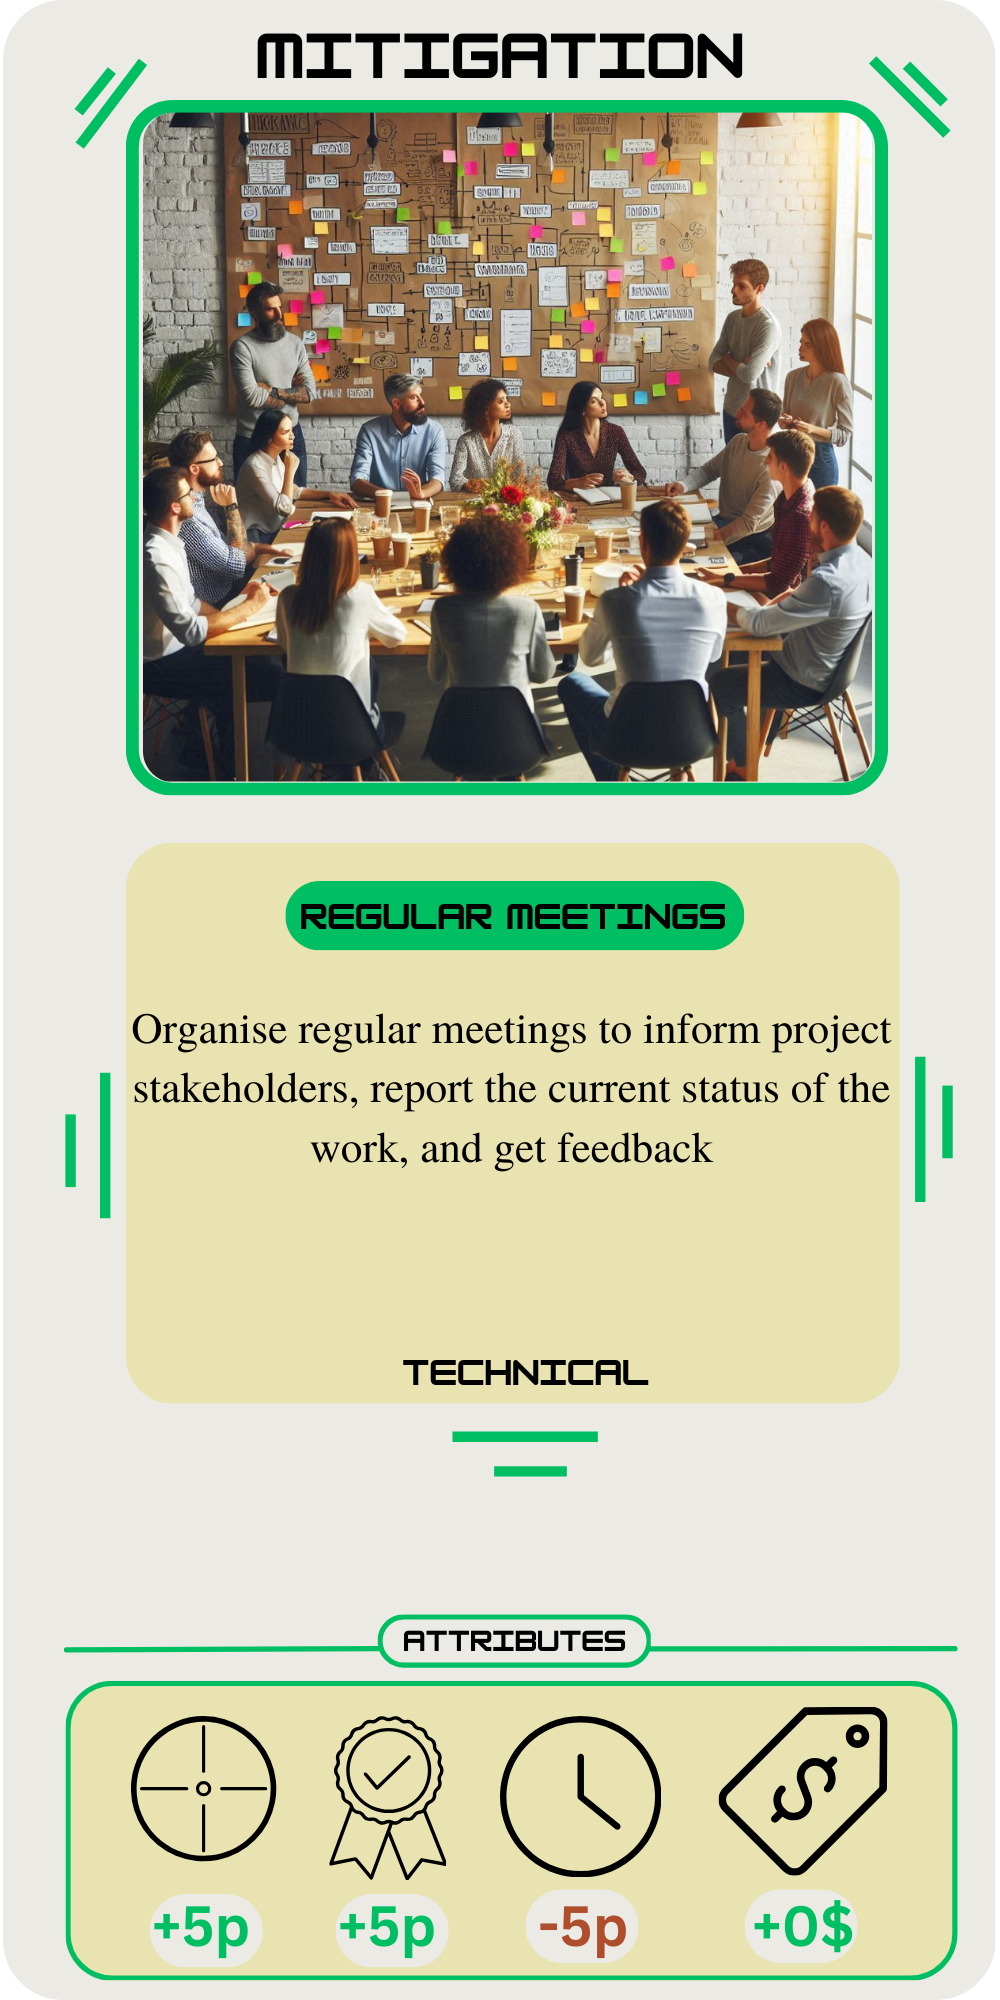 MITIGATION
REGULAR MEETINGS
Organise regular meetings to inform project
stakeholders, report the current status of the
work, and get feedback
TECHNICAL
ATTRIBUTES
+5p +5p -5p +0$